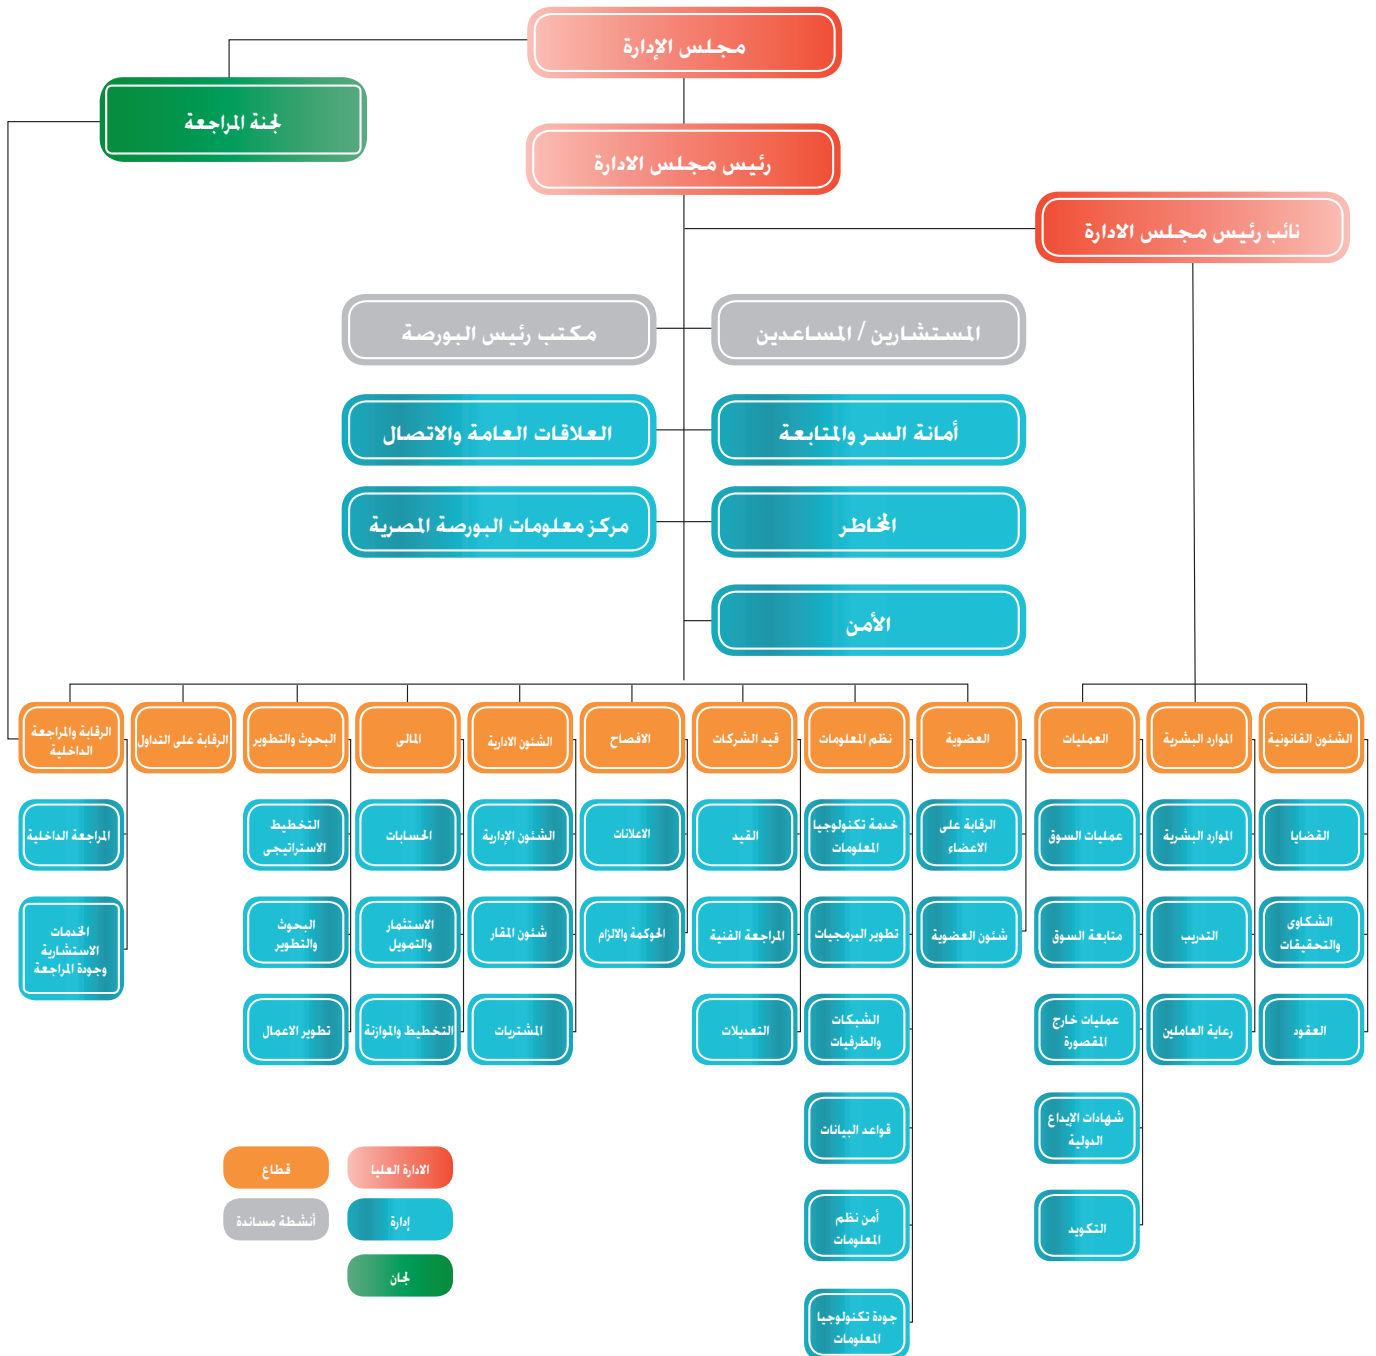 مجلس الإدارة
لجنة المراجعة
رئيس مجلس الادارة
نائب رئيس مجلس الادارة
المستشارين / المساعدين
مكتب رئيس البورصة
أمانة السر والمتابعة
العلاقات العامة والاتصال
المخاطر
مركز معلومات البورصة المصرية
الأمن
الشئون القانونية
الموارد البشرية
العمليات
العضوية
نظم المعلومات
قيد الشركات
الافصاح
الشئون الادارية
المالى
البحوث والتطوير
الرقابة على التداول
الرقابة والمراجعة
الداخلية
القضايا
الموارد البشرية
عمليات السوق
الرقابة على
الاعضاء
خدمة تكنولوجيا
المعلومات
القيد
الاعلانات
الشئون الإدارية
الحسابات
التخطيط
الاستراتيجى
المراجعة الداخلية
الشكاوى
والتحقيقات
التدريب
متابعة السوق
شئون العضوية
تطوير البرمجيات
المراجعة الفنية
الحوكمة والالزام
شئون المقار
الاستثمار
والتمويل
البحوث
والتطوير
الخدمات
الاستشارية
وجودة المراجعة
العقود
رعاية العاملين
عمليات خارج
المقصورة
الشبكات
والطرفيات
التعديلات
المشتريات
التخطيط والموازنة
تطوير الاعمال
شهادات الإيداع
الدولية
قواعد البيانات
التكويد
أمن نظم
المعلومات
جودة تكنولوجيا
المعلومات
الادارة العليا
قطاع
إدارة
أنشطة مساندة
لجان